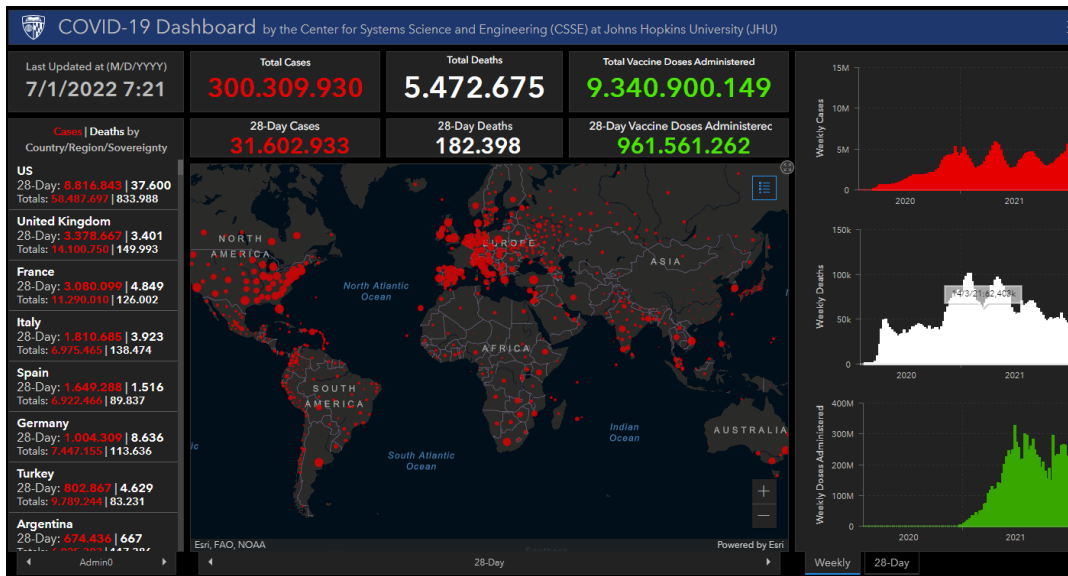 COVID-19 Dashboard by the Center for Systems Science and Engineering (CSSE) at Johns Hopkins University (JHU)
Last Updated at (M/D/YYYY)
7/1/2022 7:21
Total Cases
300.309.930
Total Deaths
5.472.675
Total Vaccine Doses Administered
9.340.900.149
28-Day Cases
31.602.933
28-Day Deaths
182.398
28-Day Vaccine Doses Administerec
961.561.262
Cases | Deaths by
Country/Region/Sovereignty
US
28-Day: 8.816.843 | 37.600
Totals: 58.487.697 | 833.988
United Kingdom
28-Day: 3.378.667 | 3.401
Totals: 14.100.750 | 149.993
France
28-Day: 3.080.099 | 4.849
Totals: 11.290.010 | 126.002
Italy
28-Day: 1.810.685 | 3.923
Totals: 6.975.465 | 138.474
Spain
28-Day: 1.649.288 | 1.516
Totals: 6.922.466 | 89.837
Germany
28-Day: 1.004.309 | 8.636
Totals: 7.447.155 | 113.636
Turkey
28-Day: 802.867 | 4.629
Totals: 9.789.244 | 83.231
Argentina
28-Day: 674.436 | 667
Admin0
NORTH
AMERICA
EUROPE
ASIA
North Atlantic
Ocean
AFRICA
SOUTH
AMERICA
Indian
Ocean
AUSTRALIA
ic
South Atlantic
Ocean
Esri, FAO, NOAA
Powered by Esri
28-Day
Weekly Cases
15M
10M
5M
0
2020
2021
Weekly Deaths
150k
100k
50k
0
14/3/21:62,403k
2020
2021
Weekly Doses Administered
400M
300M
200M
100M
0
2020
2021
Weekly
28-Day